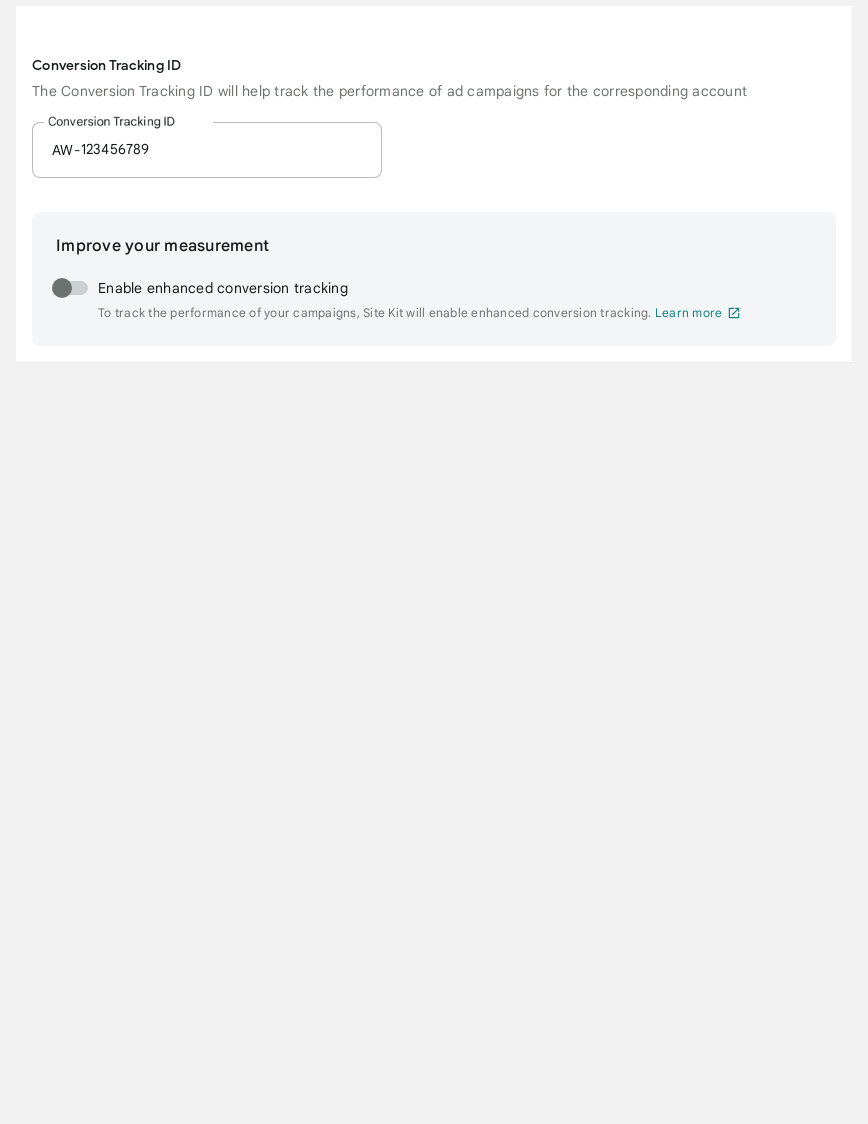 Conversion Tracking ID
The Conversion Tracking ID will help track the performance of ad campaigns for the corresponding account
Conversion Tracking ID
AW-123456789
Improve your measurement
Enable enhanced conversion tracking
To track the performance of your campaigns, Site Kit will enable enhanced conversion tracking. Learn more